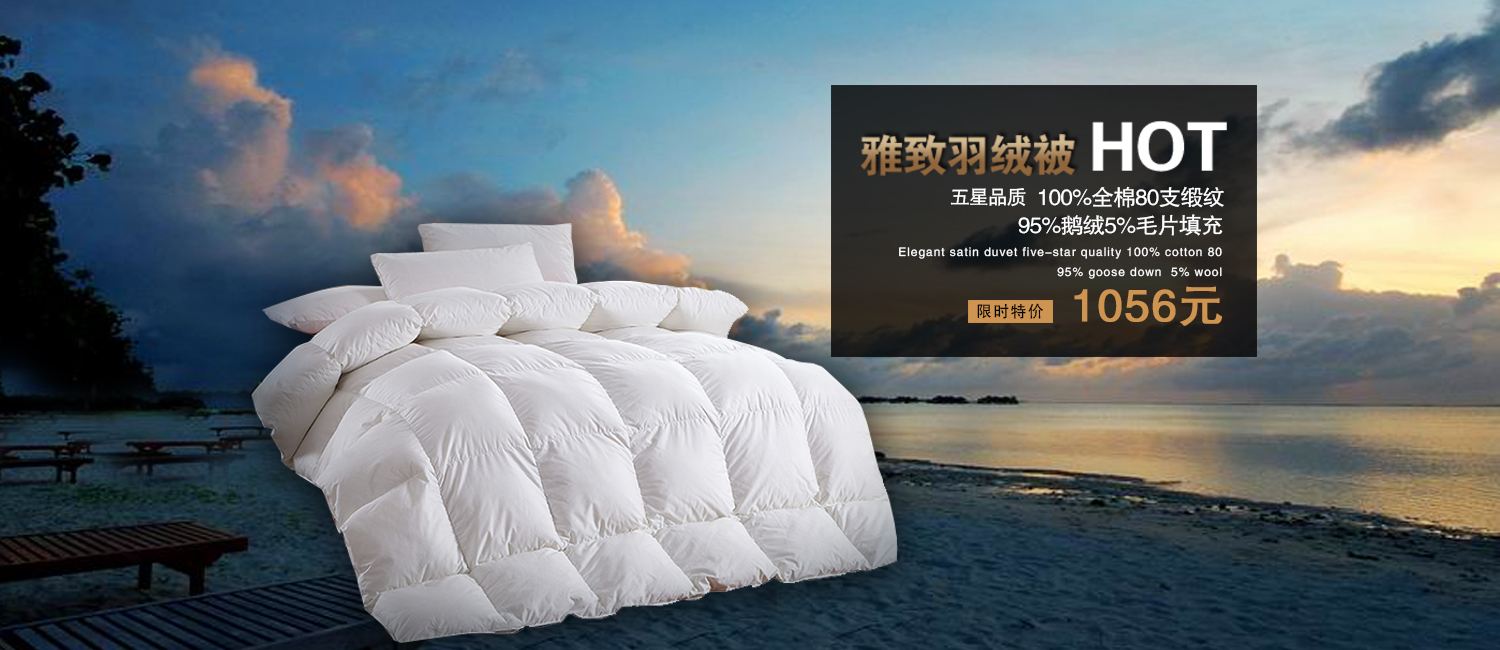 雅致羽绒被 HOT
五星品质 100%全棉80支缎纹
95%鹅绒5%毛片填充
Elegant satin duvet five-star quality 100% cotton 80
95% goose down 5% wool
限时特价 1056元